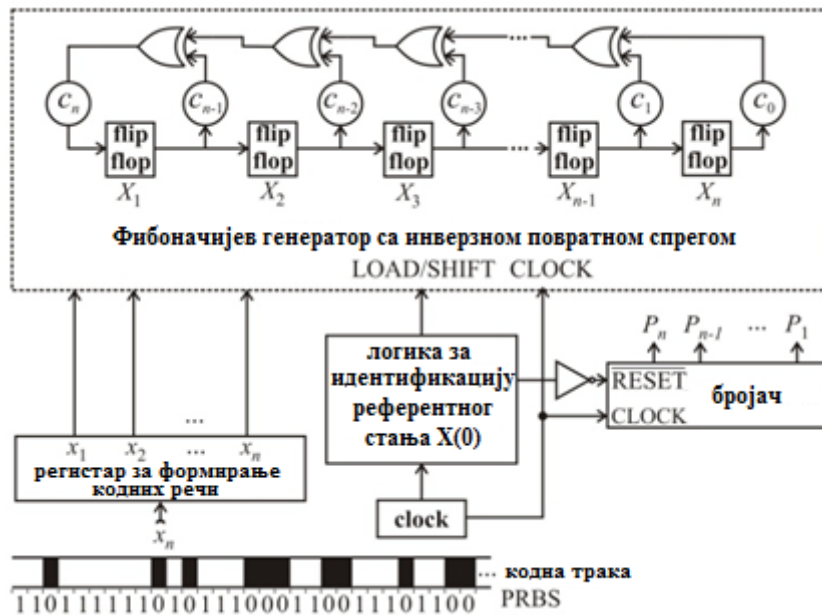 c_n c_{n-1} c_{n-2} c_{n-3} ... c_1 c_0
flip flop flip flop flip flop ... flip flop flip flop
X_1 X_2 X_3 X_{n-1} X_n
Фибоначијев генератор са инверзном повратном спрегом
LOAD/SHIFT CLOCK
P_n P_{n-1} ... P_1
логика за
идентификацију
референтног
стања X(0)
RESET
CLOCK
бројач
...
x_1 x_2 ... x_n
регистар за формирање
кодних речи
x_n
clock
... кодна трака
110111111010111000011001111011 00 PRBS